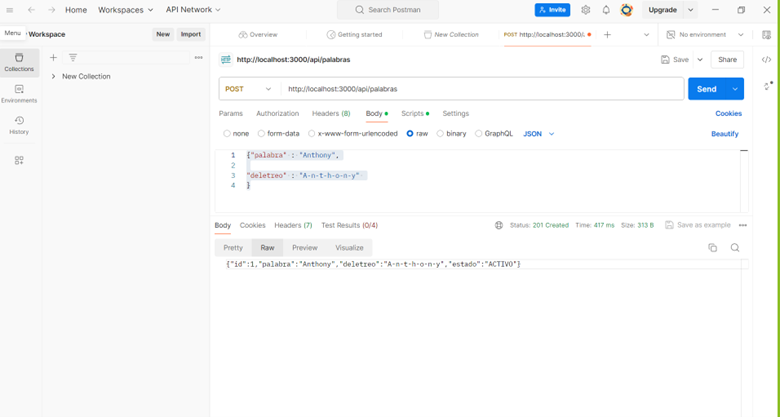 Home Workspaces API Network Search Postman Invite Upgrade
Menu Workspace New Import Overview Getting started New Collection POST http://localhost:3000/. No environment
Collections
New Collection
Environments
History
http://localhost:3000/api/palabras Save Share
POST http://localhost:3000/api/palabras Send
Params Authorization Headers (8) Body Scripts Settings Cookies
none form-data x-www-form-urlencoded raw binary GraphQL JSON Beautify
1 {"palabra" : "Anthony",
2
3 "deletreo" : "A-n-t-h-o-n-y"
4 }
Body Cookies Headers (7) Test Results (0/4) Status: 201 Created Time: 417 ms Size: 313 B Save as example
Pretty Raw Preview Visualize
{"id":1,"palabra":"Anthony","deletreo":"A-n-t-h-o-n-y","estado":"ACTIVO"}